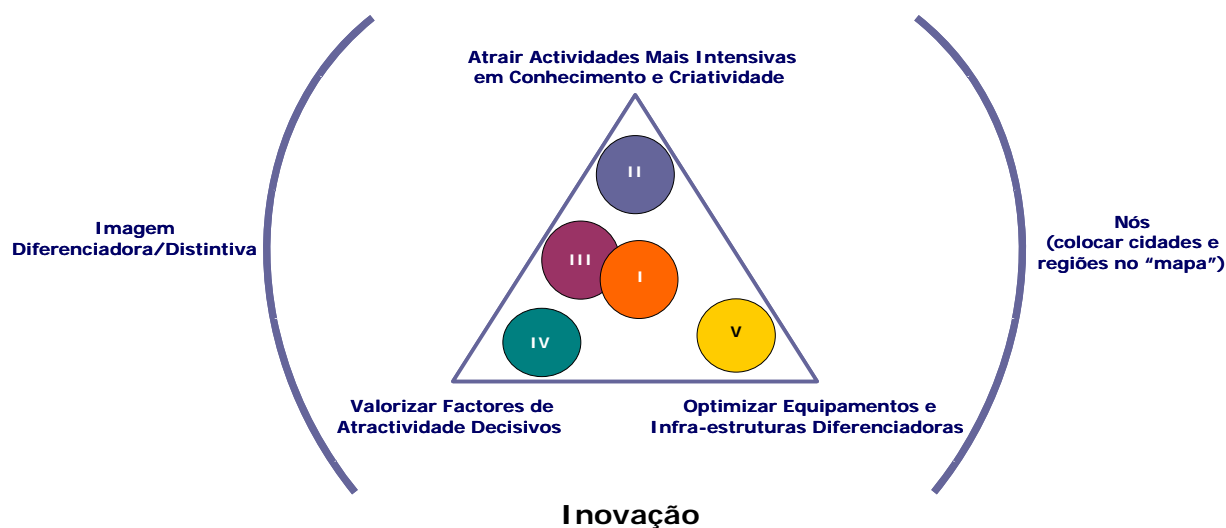 Atrair Actividades Mais Intensivas
em Conhecimento e Criatividade
II
Imagem
Diferenciadora/Distintiva
Nós
(colocar cidades e
regiões no “mapa”)
III
I
IV
V
Valorizar Factores de
Atractividade Decisivos
Optimizar Equipamentos e
Infra-estruturas Diferenciadoras
Inovação